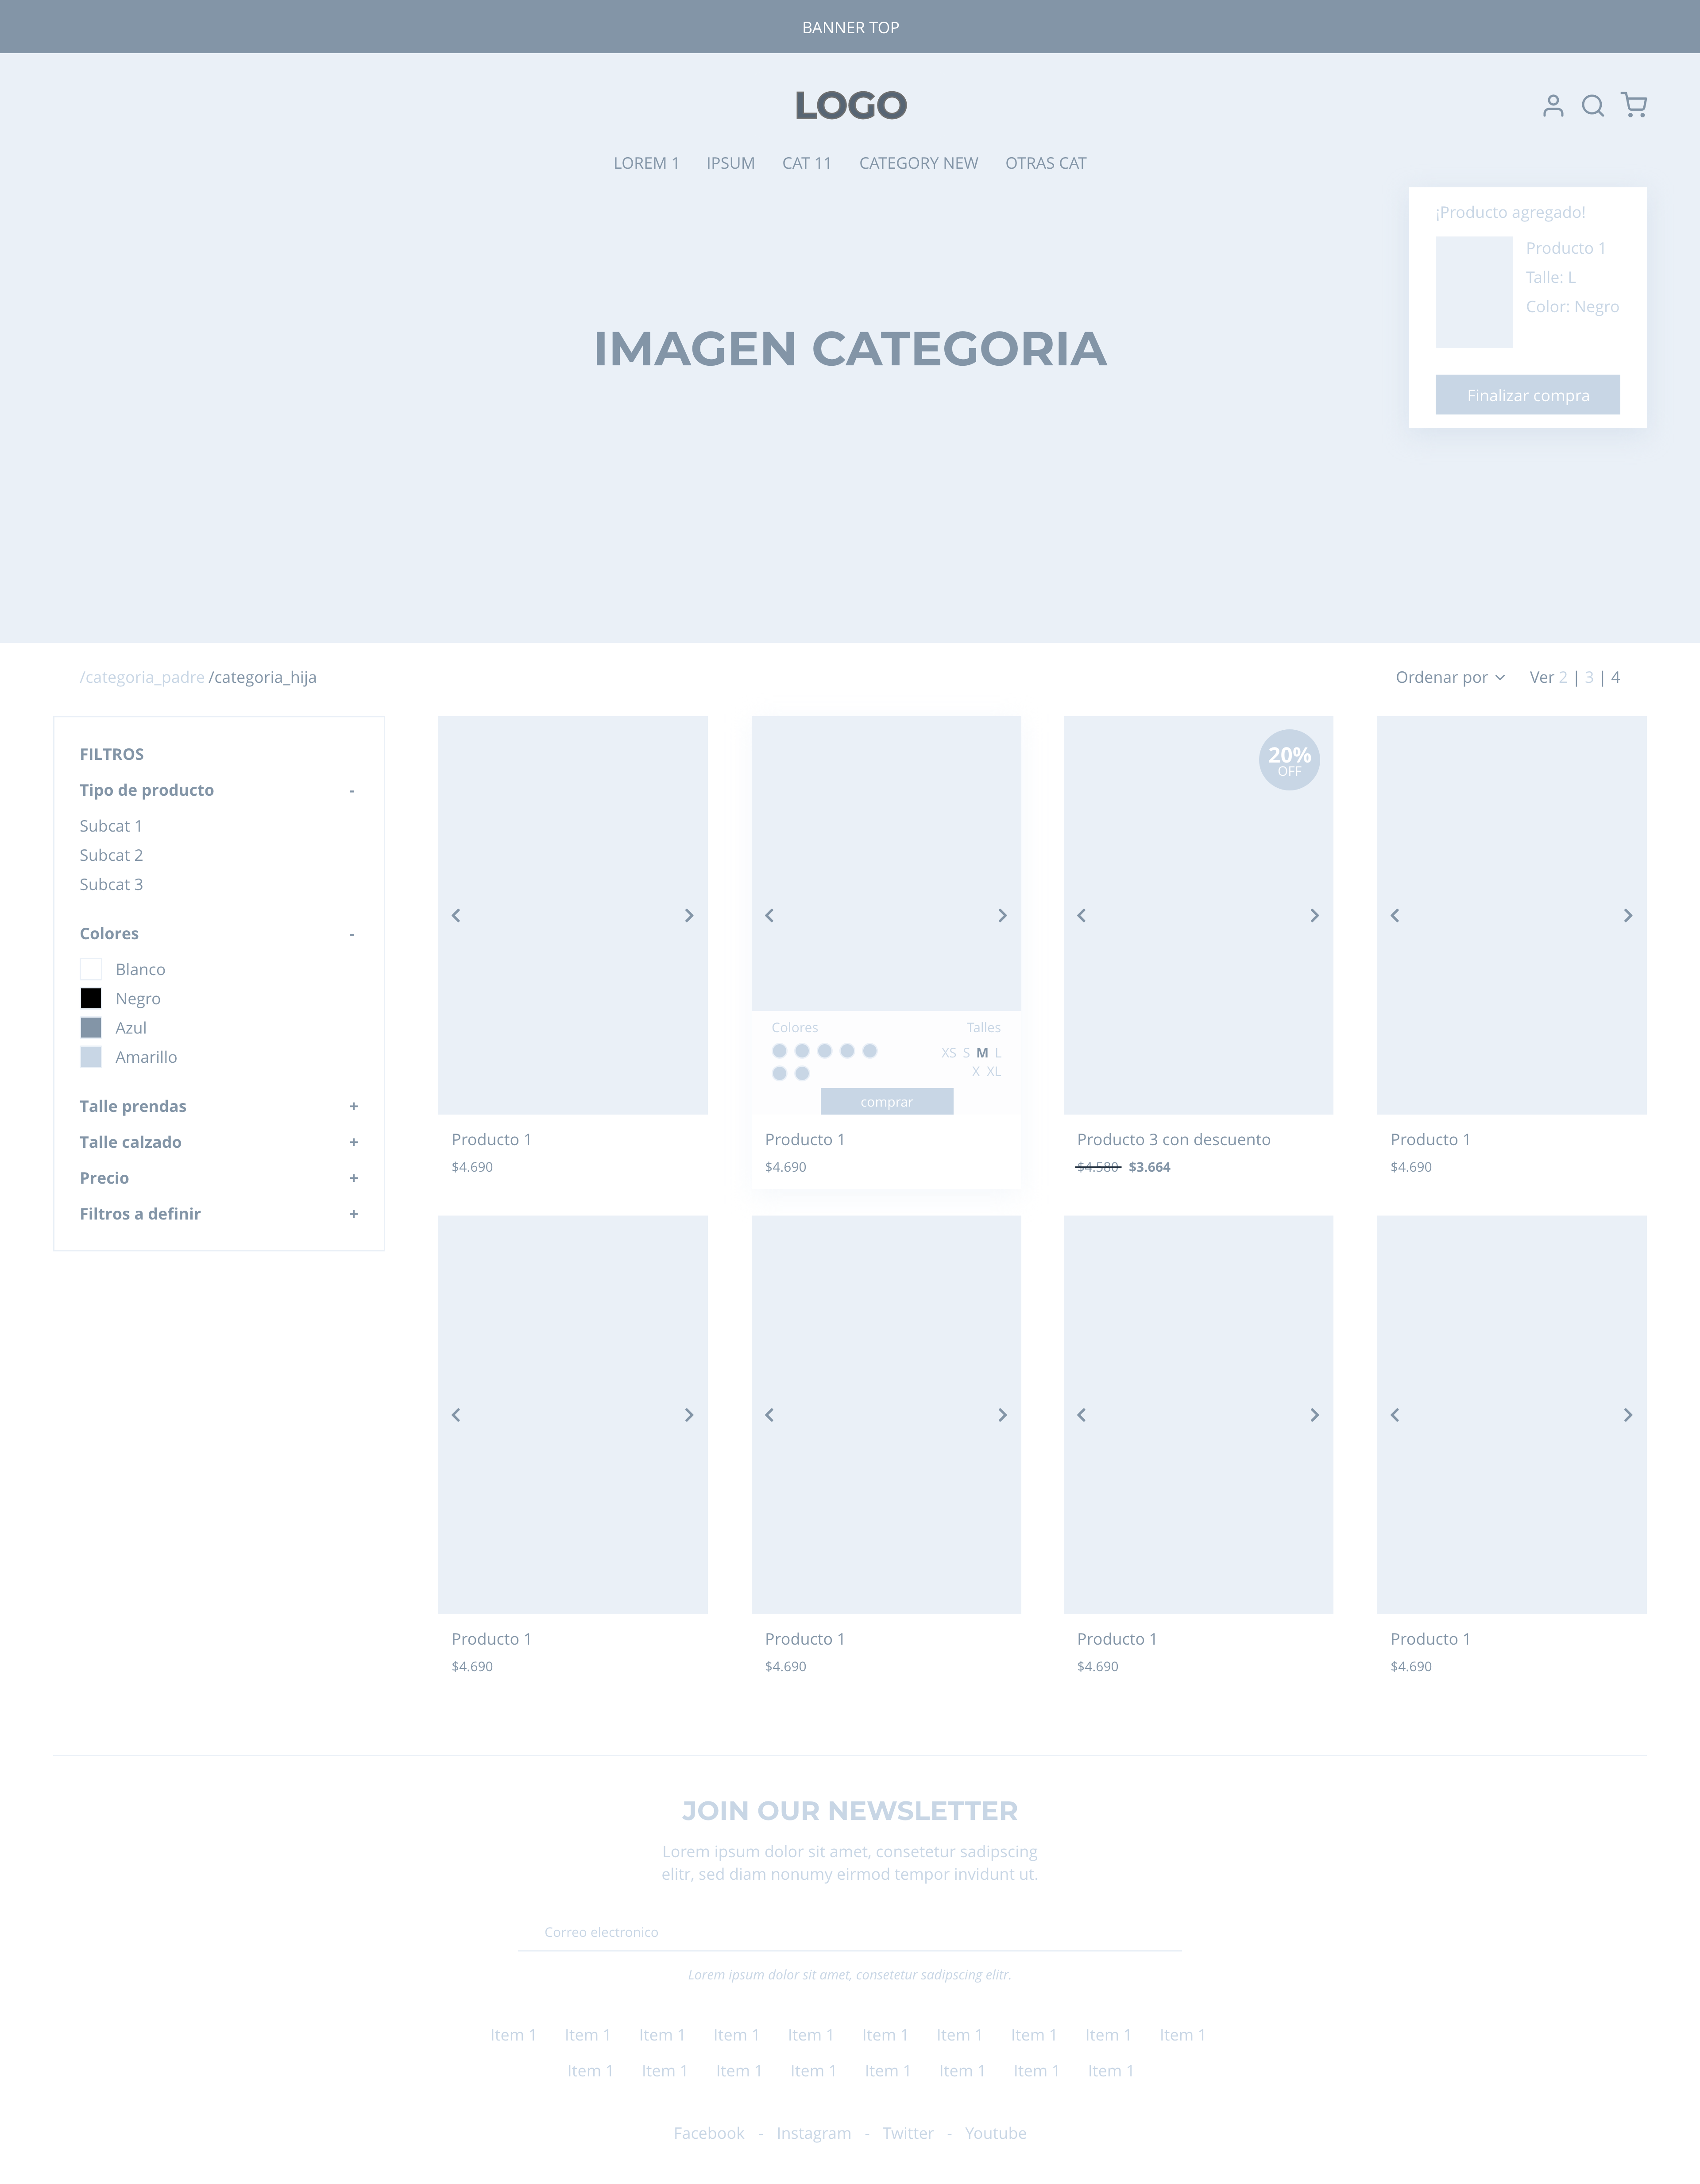 BANNER TOP
LOGO
LOREM 1 IPSUM CAT 11 CATEGORY NEW OTRAS CAT
¡Producto agregado!
Producto 1
Talle: L
Color: Negro
Finalizar compra
IMAGEN CATEGORIA
/categoria_padre /categoria_hija
Ordenar por Ver 2 | 3 | 4
FILTROS
Tipo de producto -
Subcat 1
Subcat 2
Subcat 3
Colores -
Blanco
Negro
Azul
Amarillo
Talle prendas +
Talle calzado +
Precio +
Filtros a definir +
20%
OFF
Colores Talles
XS S M L
X XL
comprar
Producto 1 Producto 1 Producto 3 con descuento Producto 1
$4.690 $4.690 $4.580 $3.664 $4.690
Producto 1 Producto 1 Producto 1 Producto 1
$4.690 $4.690 $4.690 $4.690
JOIN OUR NEWSLETTER
Lorem ipsum dolor sit amet, consetetur sadipscing
elitr, sed diam nonumy eirmod tempor invidunt ut.
Correo electronico
Lorem ipsum dolor sit amet, consetetur sadipscing elitr.
Item 1 Item 1 Item 1 Item 1 Item 1 Item 1 Item 1 Item 1 Item 1 Item 1
Item 1 Item 1 Item 1 Item 1 Item 1 Item 1 Item 1 Item 1
Facebook - Instagram - Twitter - Youtube